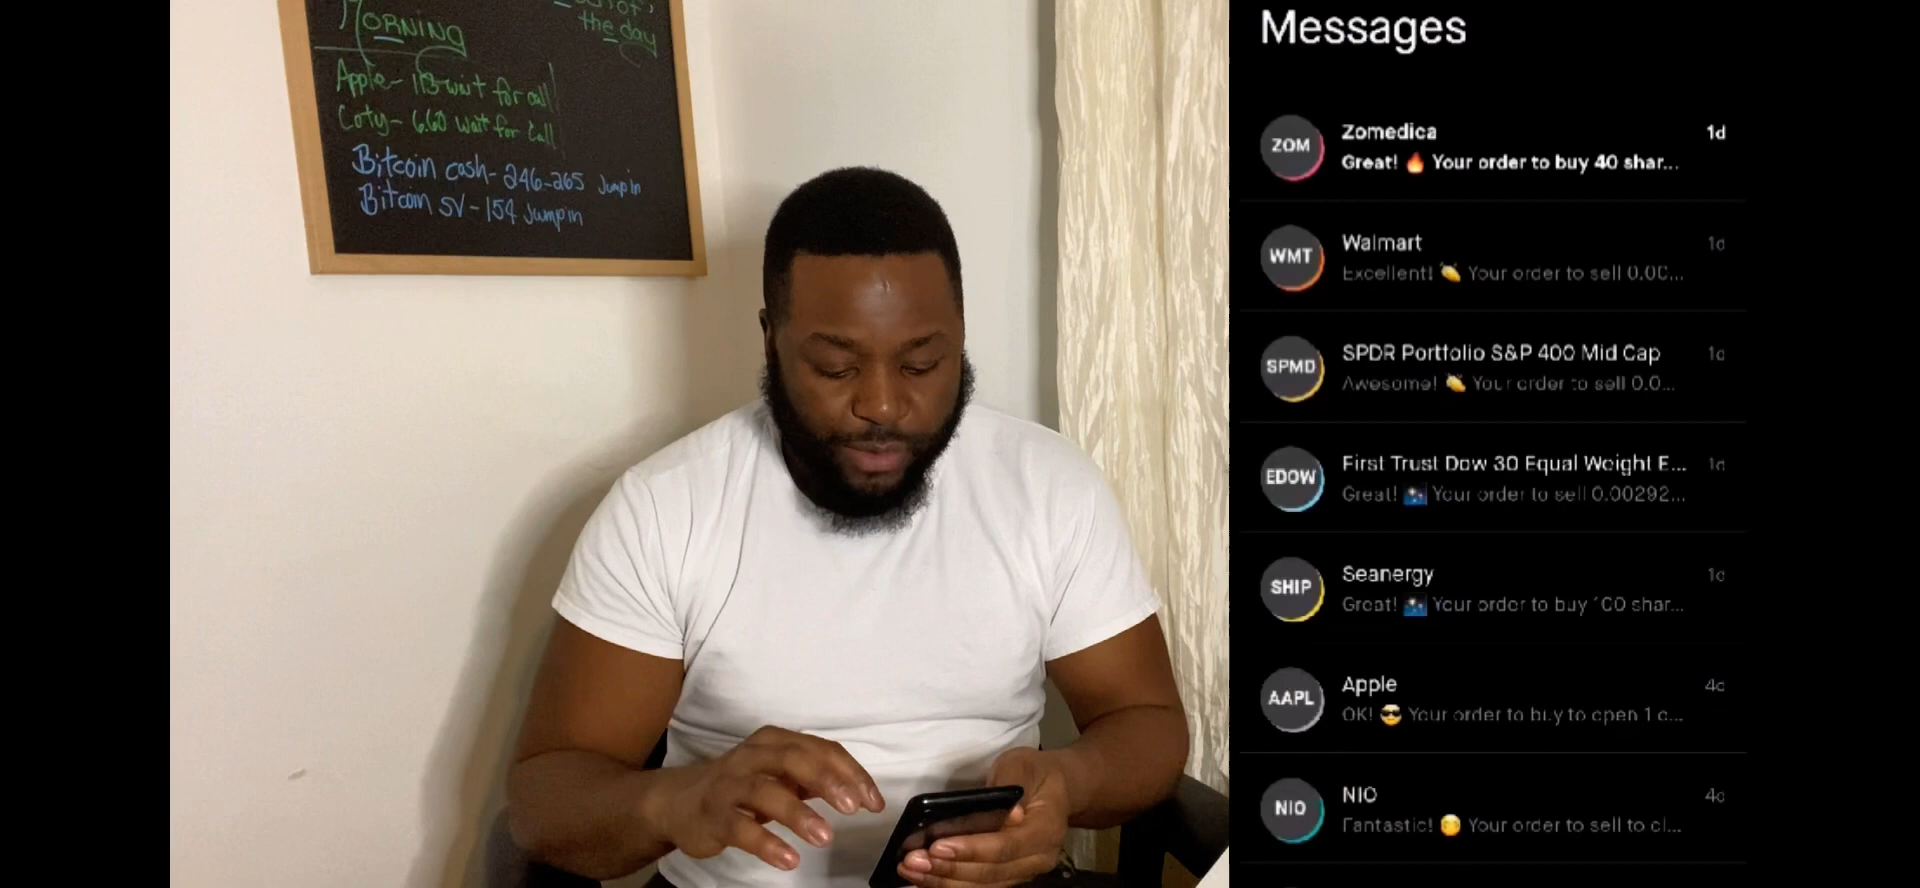 MORNING
the day
Apple- 113 wait for call
Coty- 6.60 wait for Call
Bitcoin cash- 246-265 Jump in
Bitcoin SV - 154 Jump in
Messages
ZOM
Zomedica
1d
Great! 🔥 Your order to buy 40 shar...
WMT
Walmart
1d
Excellent! Your order to sell 0.00...
SPMD
SPDR Portfolio S&P 400 Mid Cap
1d
Awesome! Your order to sell 0.0...
EDOW
First Trust Dow 30 Equal Weight E...
1d
Great! Your order to sell 0.00292...
SHIP
Seanergy
1d
Great! Your order to buy 100 shar...
AAPL
Apple
4d
OK! 😎 Your order to buy to open 1 c...
NIO
NIO
4d
Fantastic! Your order to sell to cl...